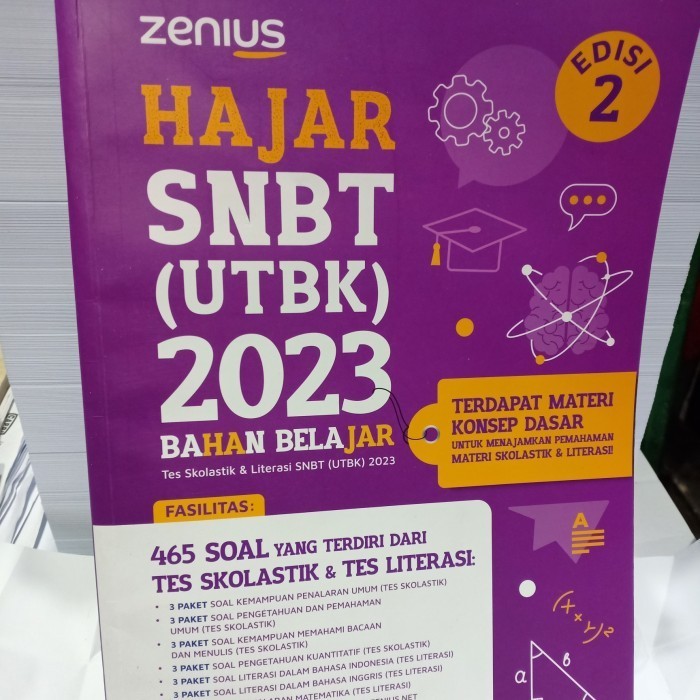 zenius
EDISI
2
HAJAR
SNBT
(UTBK)
2023
BAHAN BELAJAR
Tes Skolastik & Literasi SNBT (UTBK) 2023
TERDAPAT MATERI
KONSEP DASAR
UNTUK MENAJAMKAN PEMAHAMAN
MATERI SKOLASTIK & LITERASI!
FASILITAS:
465 SOAL YANG TERDIRI DARI
TES SKOLASTIK & TES LITERASI:
• 3 PAKET SOAL KEMAMPUAN PENALARAN UMUM (TES SKOLASTIK)
• 3 PAKET SOAL PENGETAHUAN DAN PEMAHAMAN
UMUM (TES SKOLASTIK)
• 3 PAKET SOAL KEMAMPUAN MEMAHAMI BACAAN
DAN MENULIS (TES SKOLASTIK)
• 3 PAKET SOAL PENGETAHUAN KUANTITATIF (TES SKOLASTIK)
• 3 PAKET SOAL LITERASI DALAM BAHASA INDONESIA (TES LITERASI)
• 3 PAKET SOAL LITERASI DALAM BAHASA INGGRIS (TES LITERASI)
MATEMATIKA (TES LITERASI)
A
(x+y)²
a
b